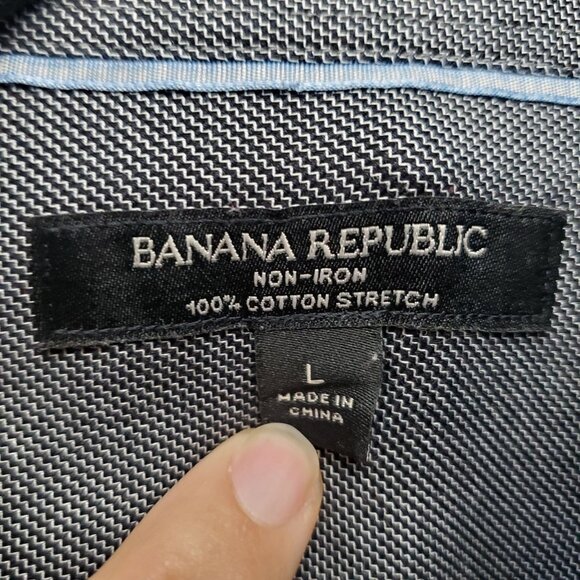 BANANA REPUBLIC
NON-IRON
100% COTTON STRETCH
L
MADE IN
CHINA